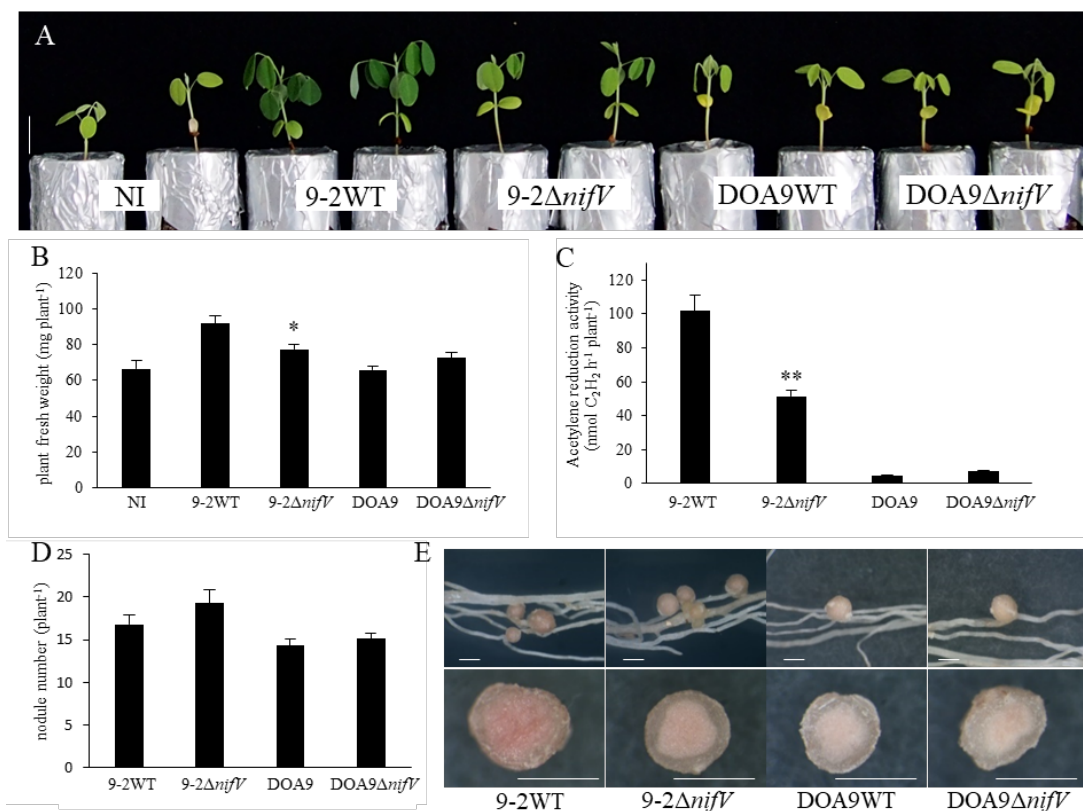 A
NI
9-2WT
9-2ΔnifV
DOA9WT
DOA9ΔnifV
B
plant fresh weight (mg plant-1)
120
100
80
60
40
20
0
*
NI
9-2WT
9-2ΔnifV
DOA9
DOA9ΔnifV
C
Acetylene reduction activity
(nmol C₂H₂ h⁻¹ plant⁻¹)
120
100
80
60
40
20
0
**
9-2WT
9-2ΔnifV
DOA9
DOA9ΔnifV
D
nodule number (plant⁻¹)
25
20
15
10
5
0
9-2WT
9-2ΔnifV
DOA9
DOA9ΔnifV
E
9-2WT
9-2ΔnifV
DOA9WT
DOA9ΔnifV